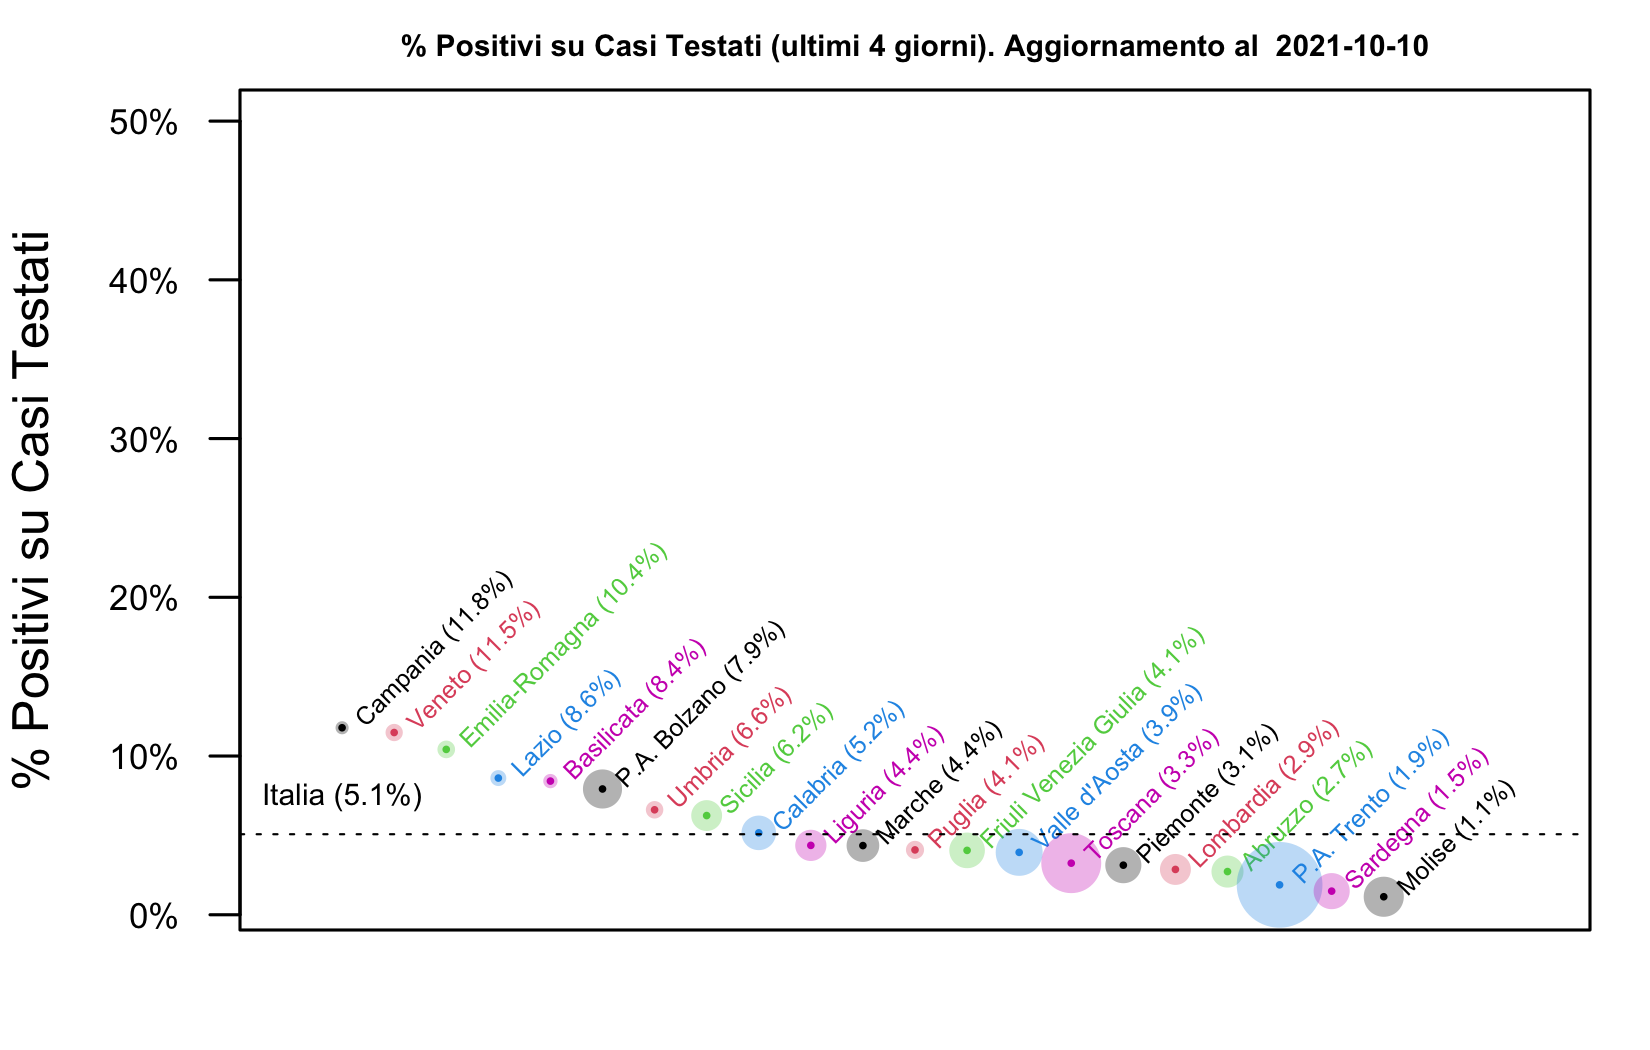 % Positivi su Casi Testati (ultimi 4 giorni). Aggiornamento al  2021-10-10
% Positivi su Casi Testati
50%
40%
30%
20%
10%
0%
Italia (5.1%)
Campania (11.8%)
Veneto (11.5%)
Emilia-Romagna (10.4%)
Lazio (8.6%)
Basilicata (8.4%)
P.A. Bolzano (7.9%)
Umbria (6.6%)
Sicilia (6.2%)
Calabria (5.2%)
Liguria (4.4%)
Marche (4.4%)
Puglia (4.1%)
Friuli Venezia Giulia (4.1%)
Valle d'Aosta (3.9%)
Toscana (3.3%)
Piemonte (3.1%)
Lombardia (2.9%)
Abruzzo (2.7%)
P.A. Trento (1.9%)
Sardegna (1.5%)
Molise (1.1%)